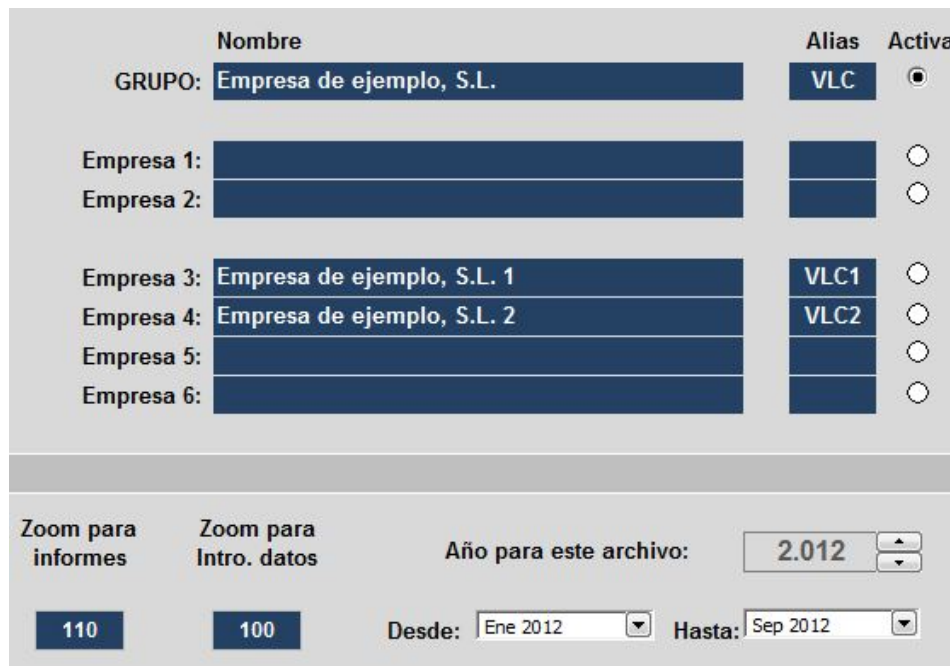 Nombre Alias Activa
GRUPO: Empresa de ejemplo, S.L. VLC
Empresa 1:
Empresa 2:
Empresa 3: Empresa de ejemplo, S.L. 1 VLC1
Empresa 4: Empresa de ejemplo, S.L. 2 VLC2
Empresa 5:
Empresa 6:
Zoom para Zoom para
informes Intro. datos Año para este archivo: 2.012
110 100 Desde: Ene 2012 Hasta: Sep 2012